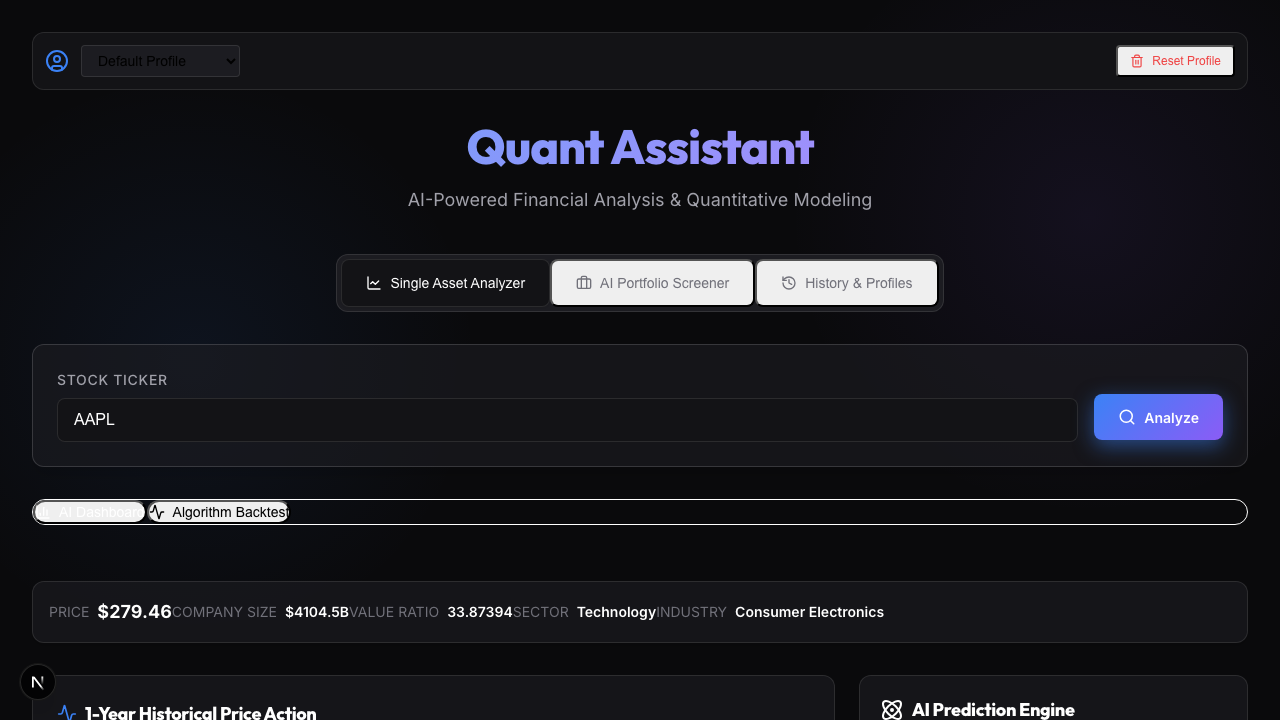 Default Profile
Reset Profile
Quant Assistant
AI-Powered Financial Analysis & Quantitative Modeling
Single Asset Analyzer
AI Portfolio Screener
History & Profiles
STOCK TICKER
AAPL
Analyze
AI Dashboard
Algorithm Backtest
PRICE $279.46 COMPANY SIZE $4104.5B VALUE RATIO 33.87394 SECTOR Technology INDUSTRY Consumer Electronics
N
1-Year Historical Price Action
AI Prediction Engine